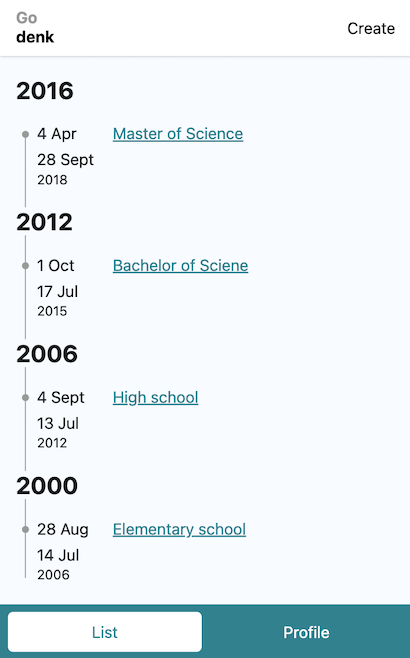 Go
denk
Create
2016
4 Apr
Master of Science
28 Sept
2018
2012
1 Oct
Bachelor of Sciene
17 Jul
2015
2006
4 Sept
High school
13 Jul
2012
2000
28 Aug
Elementary school
14 Jul
2006
List
Profile